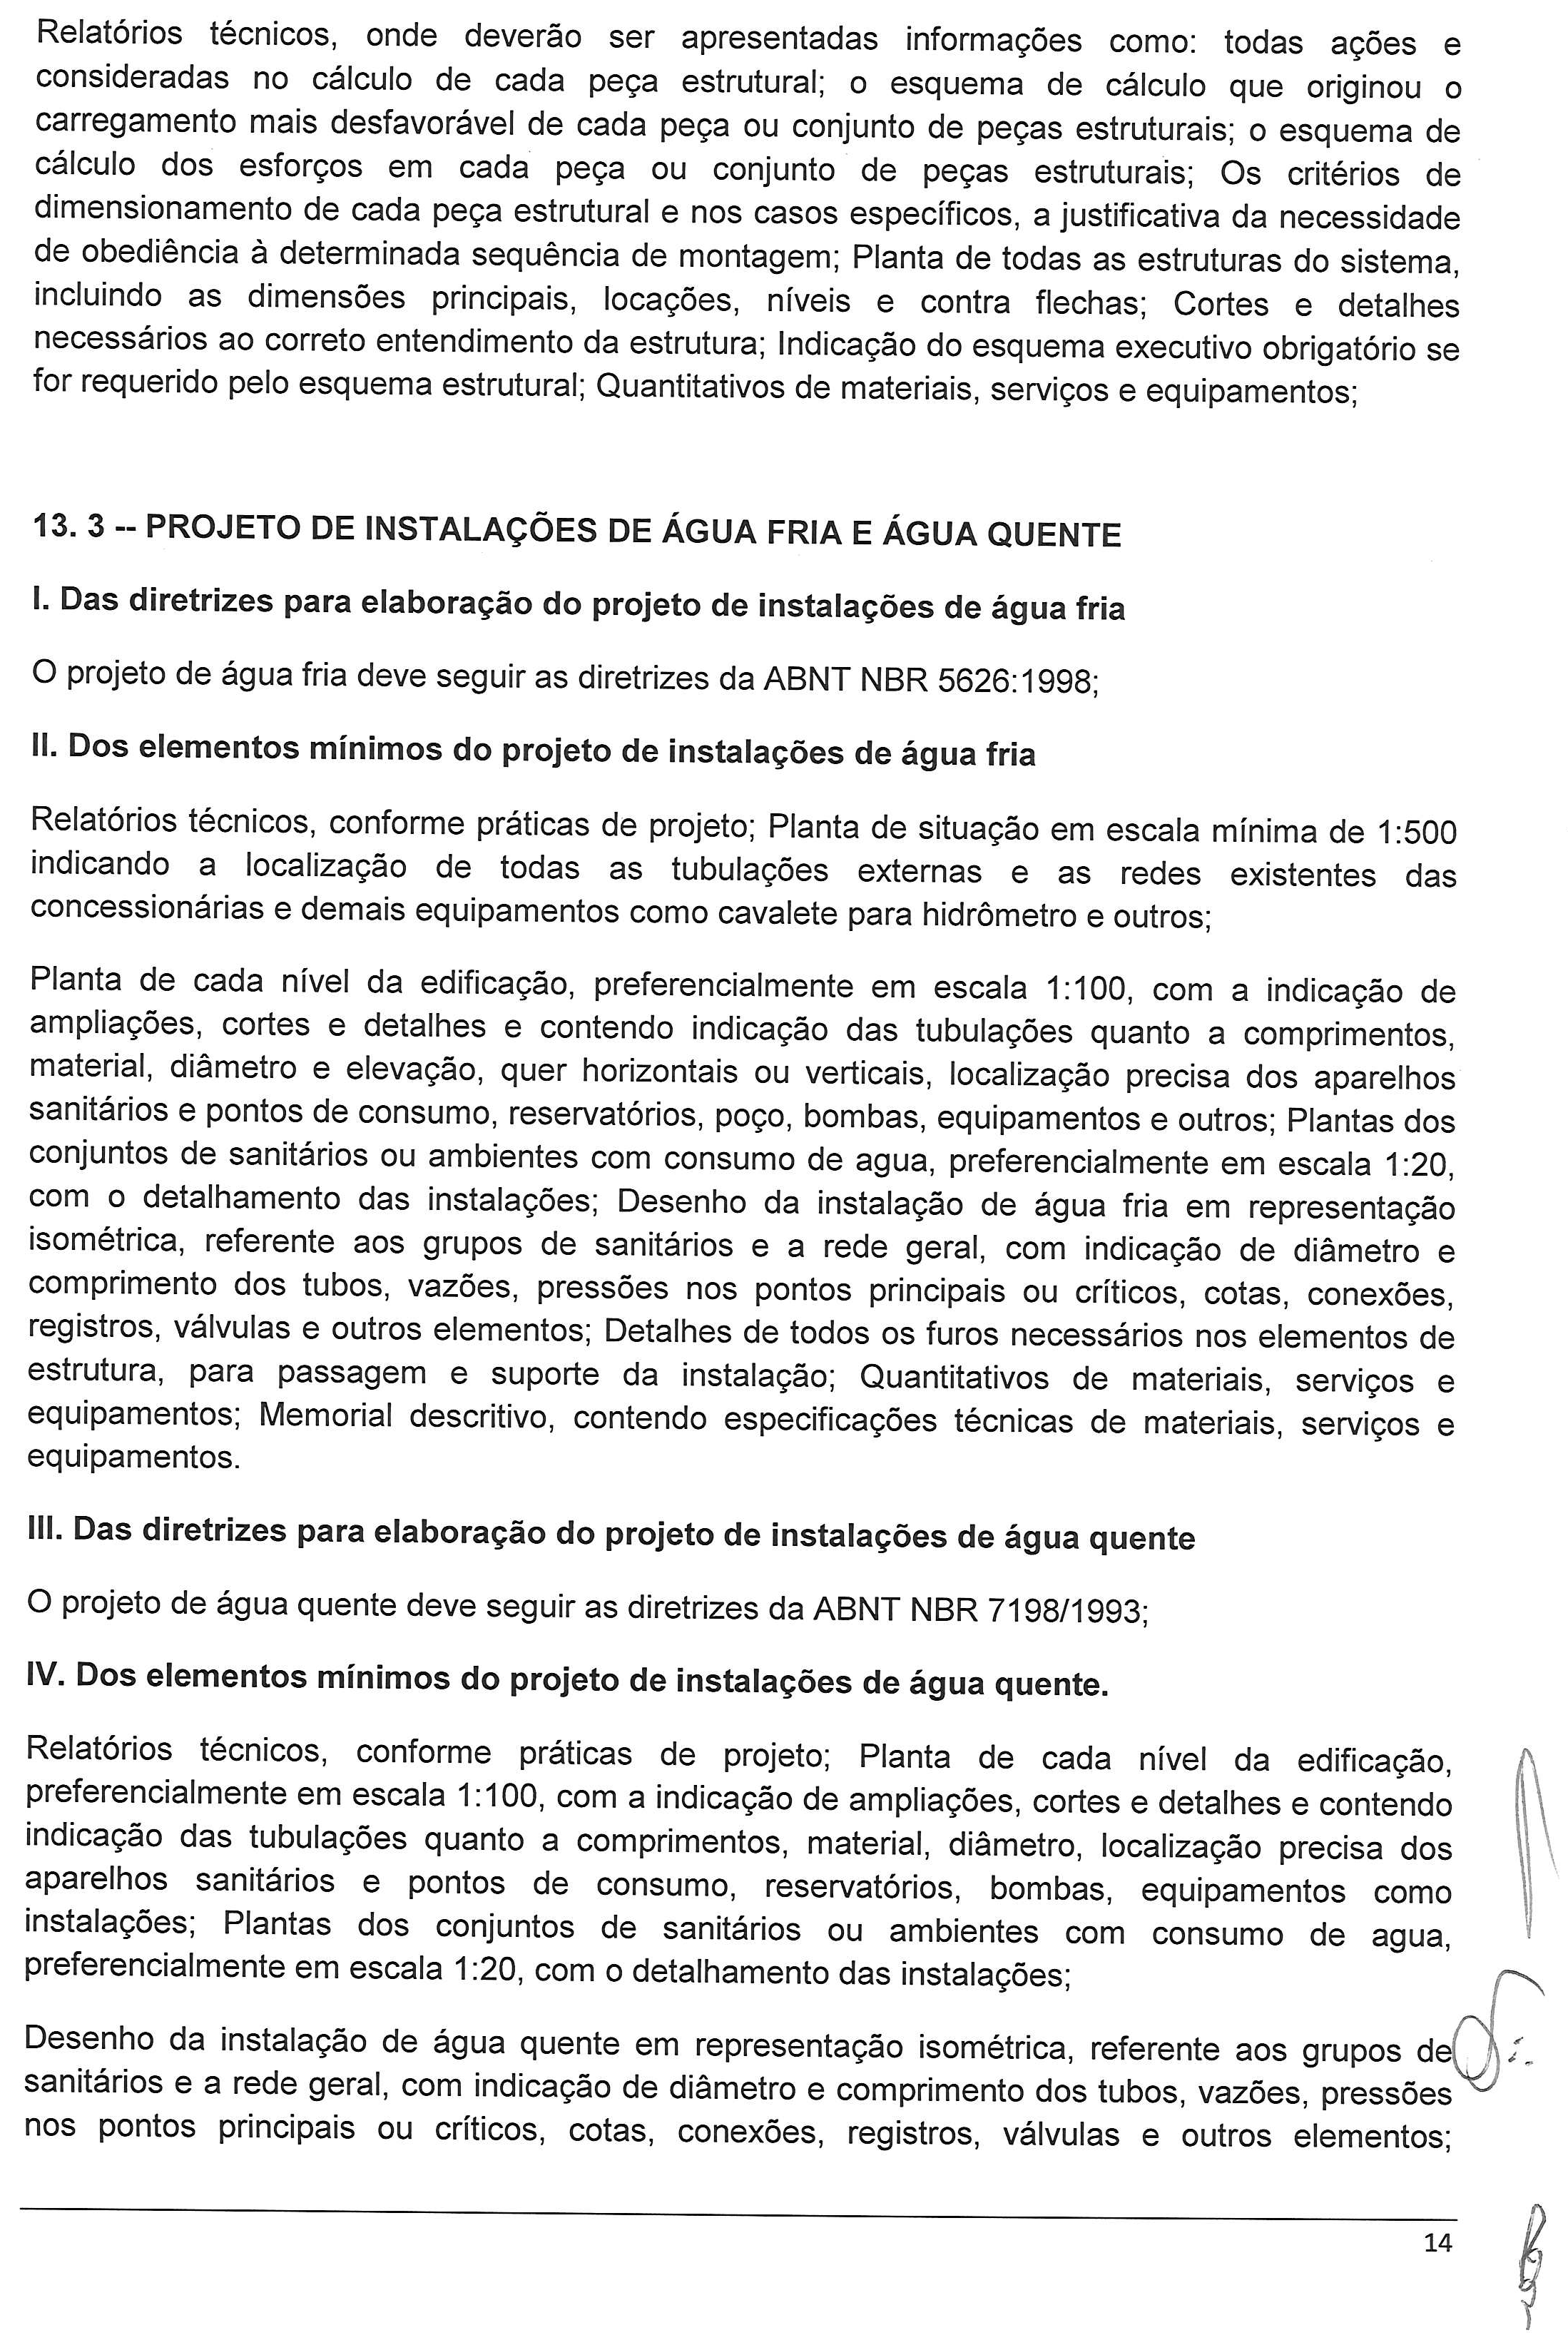 Relatórios técnicos, onde deverão ser apresentadas informações como: todas ações e
consideradas no cálculo de cada peça estrutural; o esquema de cálculo que originou o
carregamento mais desfavorável de cada peça ou conjunto de peças estruturais; o esquema de
cálculo dos esforços em cada peça ou conjunto de peças estruturais; Os critérios de
dimensionamento de cada peça estrutural e nos casos específicos, a justificativa da necessidade
de obediência à determinada sequência de montagem; Planta de todas as estruturas do sistema,
incluindo as dimensões principais, locações, níveis e contra flechas; Cortes e detalhes
necessários ao correto entendimento da estrutura; Indicação do esquema executivo obrigatório se
for requerido pelo esquema estrutural; Quantitativos de materiais, serviços e equipamentos;
13. 3 -- PROJETO DE INSTALAÇÕES DE ÁGUA FRIA E ÁGUA QUENTE
I. Das diretrizes para elaboração do projeto de instalações de água fria
O projeto de água fria deve seguir as diretrizes da ABNT NBR 5626:1998;
II. Dos elementos mínimos do projeto de instalações de água fria
Relatórios técnicos, conforme práticas de projeto; Planta de situação em escala mínima de 1:500
indicando a localização de todas as tubulações externas e as redes existentes das
concessionárias e demais equipamentos como cavalete para hidrômetro e outros;
Planta de cada nível da edificação, preferencialmente em escala 1:100, com a indicação de
ampliações, cortes e detalhes e contendo indicação das tubulações quanto a comprimentos,
material, diâmetro e elevação, quer horizontais ou verticais, localização precisa dos aparelhos
sanitários e pontos de consumo, reservatórios, poço, bombas, equipamentos e outros; Plantas dos
conjuntos de sanitários ou ambientes com consumo de agua, preferencialmente em escala 1:20,
com o detalhamento das instalações; Desenho da instalação de água fria em representação
isométrica, referente aos grupos de sanitários e a rede geral, com indicação de diâmetro e
comprimento dos tubos, vazões, pressões nos pontos principais ou críticos, cotas, conexões,
registros, válvulas e outros elementos; Detalhes de todos os furos necessários nos elementos de
estrutura, para passagem e suporte da instalação; Quantitativos de materiais, serviços e
equipamentos; Memorial descritivo, contendo especificações técnicas de materiais, serviços e
equipamentos.
III. Das diretrizes para elaboração do projeto de instalações de água quente
O projeto de água quente deve seguir as diretrizes da ABNT NBR 7198/1993;
IV. Dos elementos mínimos do projeto de instalações de água quente.
Relatórios técnicos, conforme práticas de projeto; Planta de cada nível da edificação,
preferencialmente em escala 1:100, com a indicação de ampliações, cortes e detalhes e contendo
indicação das tubulações quanto a comprimentos, material, diâmetro, localização precisa dos
aparelhos sanitários e pontos de consumo, reservatórios, bombas, equipamentos como
instalações; Plantas dos conjuntos de sanitários ou ambientes com consumo de agua,
preferencialmente em escala 1:20, com o detalhamento das instalações;
Desenho da instalação de água quente em representação isométrica, referente aos grupos de
sanitários e a rede geral, com indicação de diâmetro e comprimento dos tubos, vazões, pressões
nos pontos principais ou críticos, cotas, conexões, registros, válvulas e outros elementos;
14